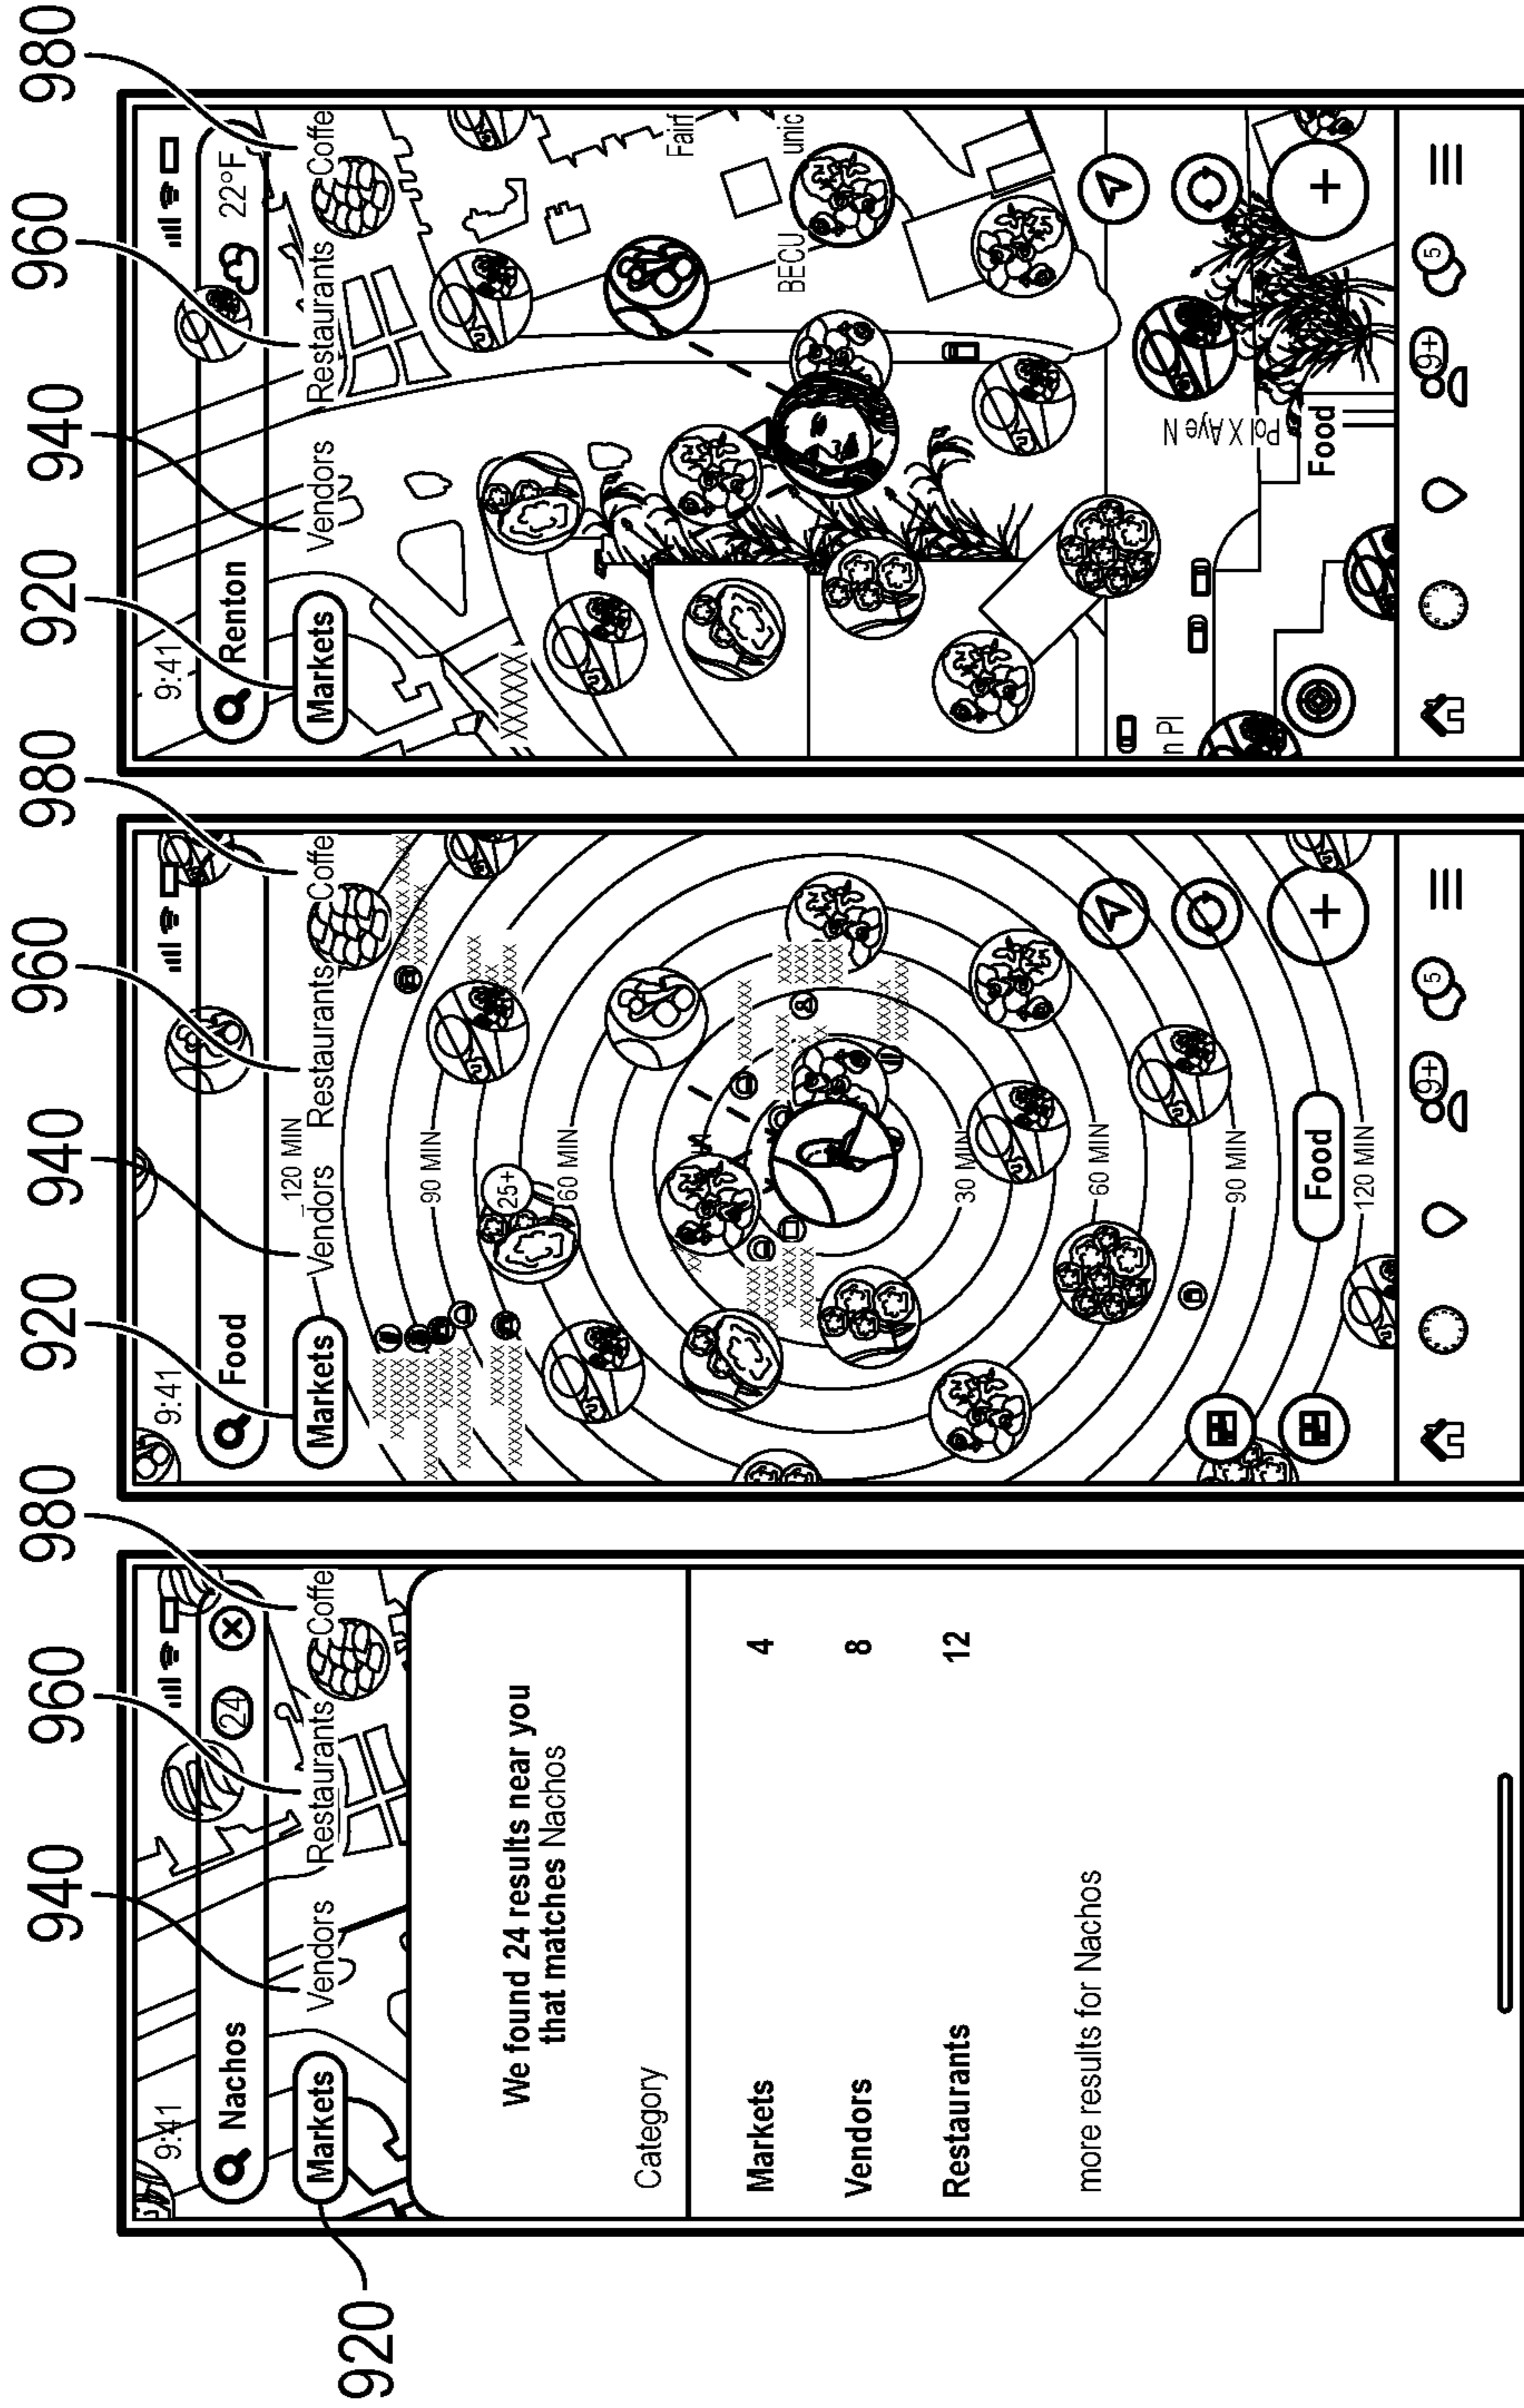 940
960
980
9:41
Nachos
24
Markets
Vendors
Restaurants
Coffe
920
We found 24 results near you
that matches Nachos
Category
Markets 4
Vendors 8
Restaurants 12
more results for Nachos
920
940
960
980
9:41
Food
120 MIN
Markets
Vendors
Restaurants
Coffe
90 MIN
25+
60 MIN
30 MIN
60 MIN
90 MIN
Food
120 MIN
9+
5
920
940
960
980
9:41
Renton
22°F
Markets
Vendors
Restaurants
Coffe
XXXXXX
Fairf
BECU
unic
n Pl
Pol X Aye N
Food
9+
5